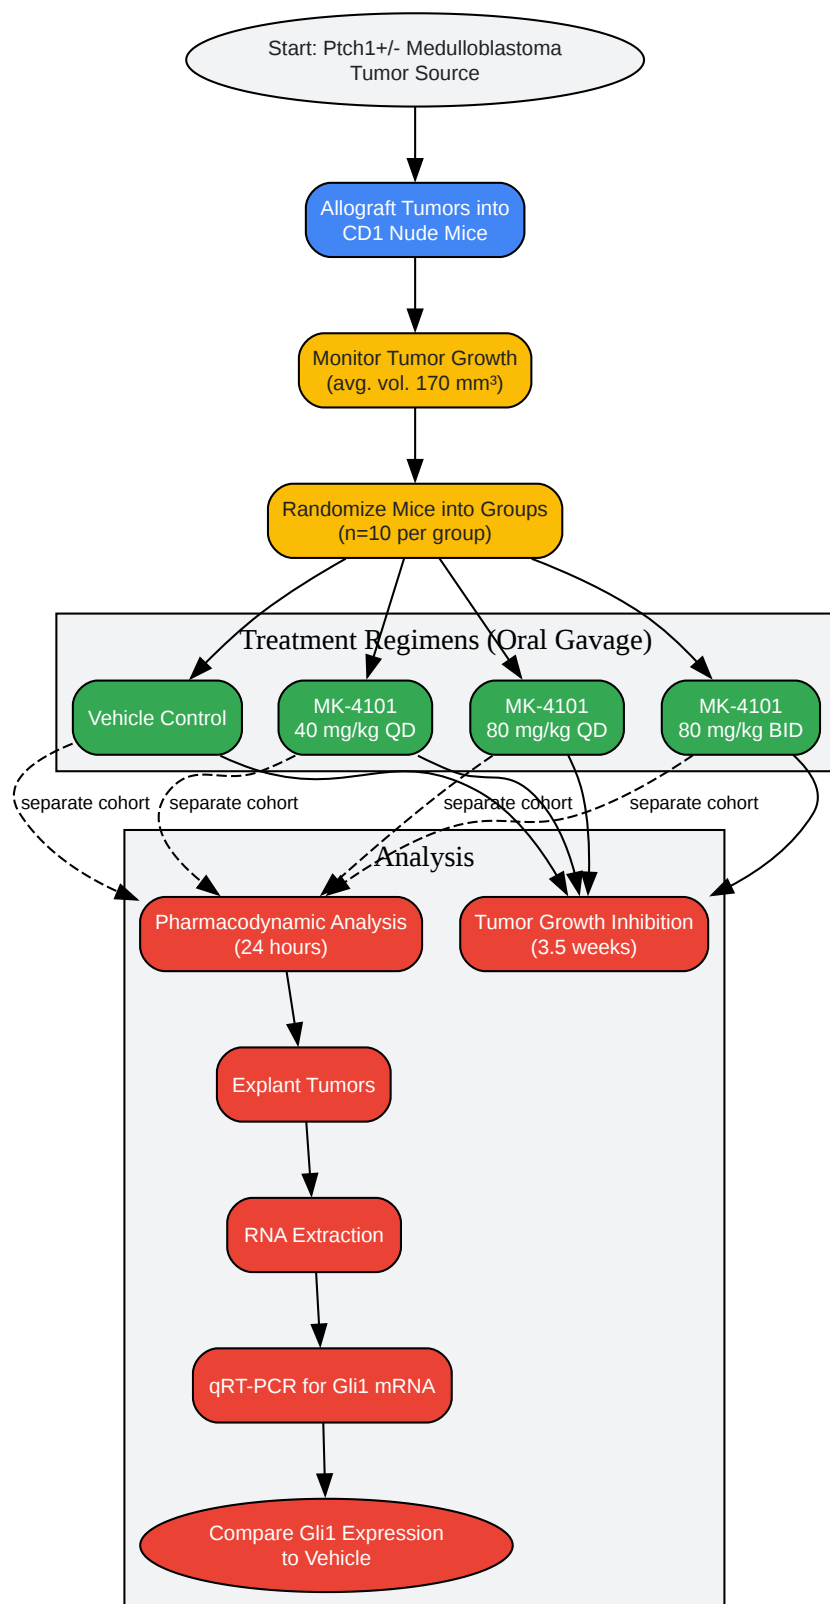 Start: Ptch1+/- Medulloblastoma
Tumor Source
Allograft Tumors into
CD1 Nude Mice
Monitor Tumor Growth
(avg. vol. 170 mm³)
Randomize Mice into Groups
(n=10 per group)
Treatment Regimens (Oral Gavage)
Vehicle Control
MK-4101
40 mg/kg QD
MK-4101
80 mg/kg QD
MK-4101
80 mg/kg BID
separate cohort
separate cohort
separate cohort
separate cohort
Analysis
Pharmacodynamic Analysis
(24 hours)
Tumor Growth Inhibition
(3.5 weeks)
Explant Tumors
RNA Extraction
qRT-PCR for Gli1 mRNA
Compare Gli1 Expression
to Vehicle